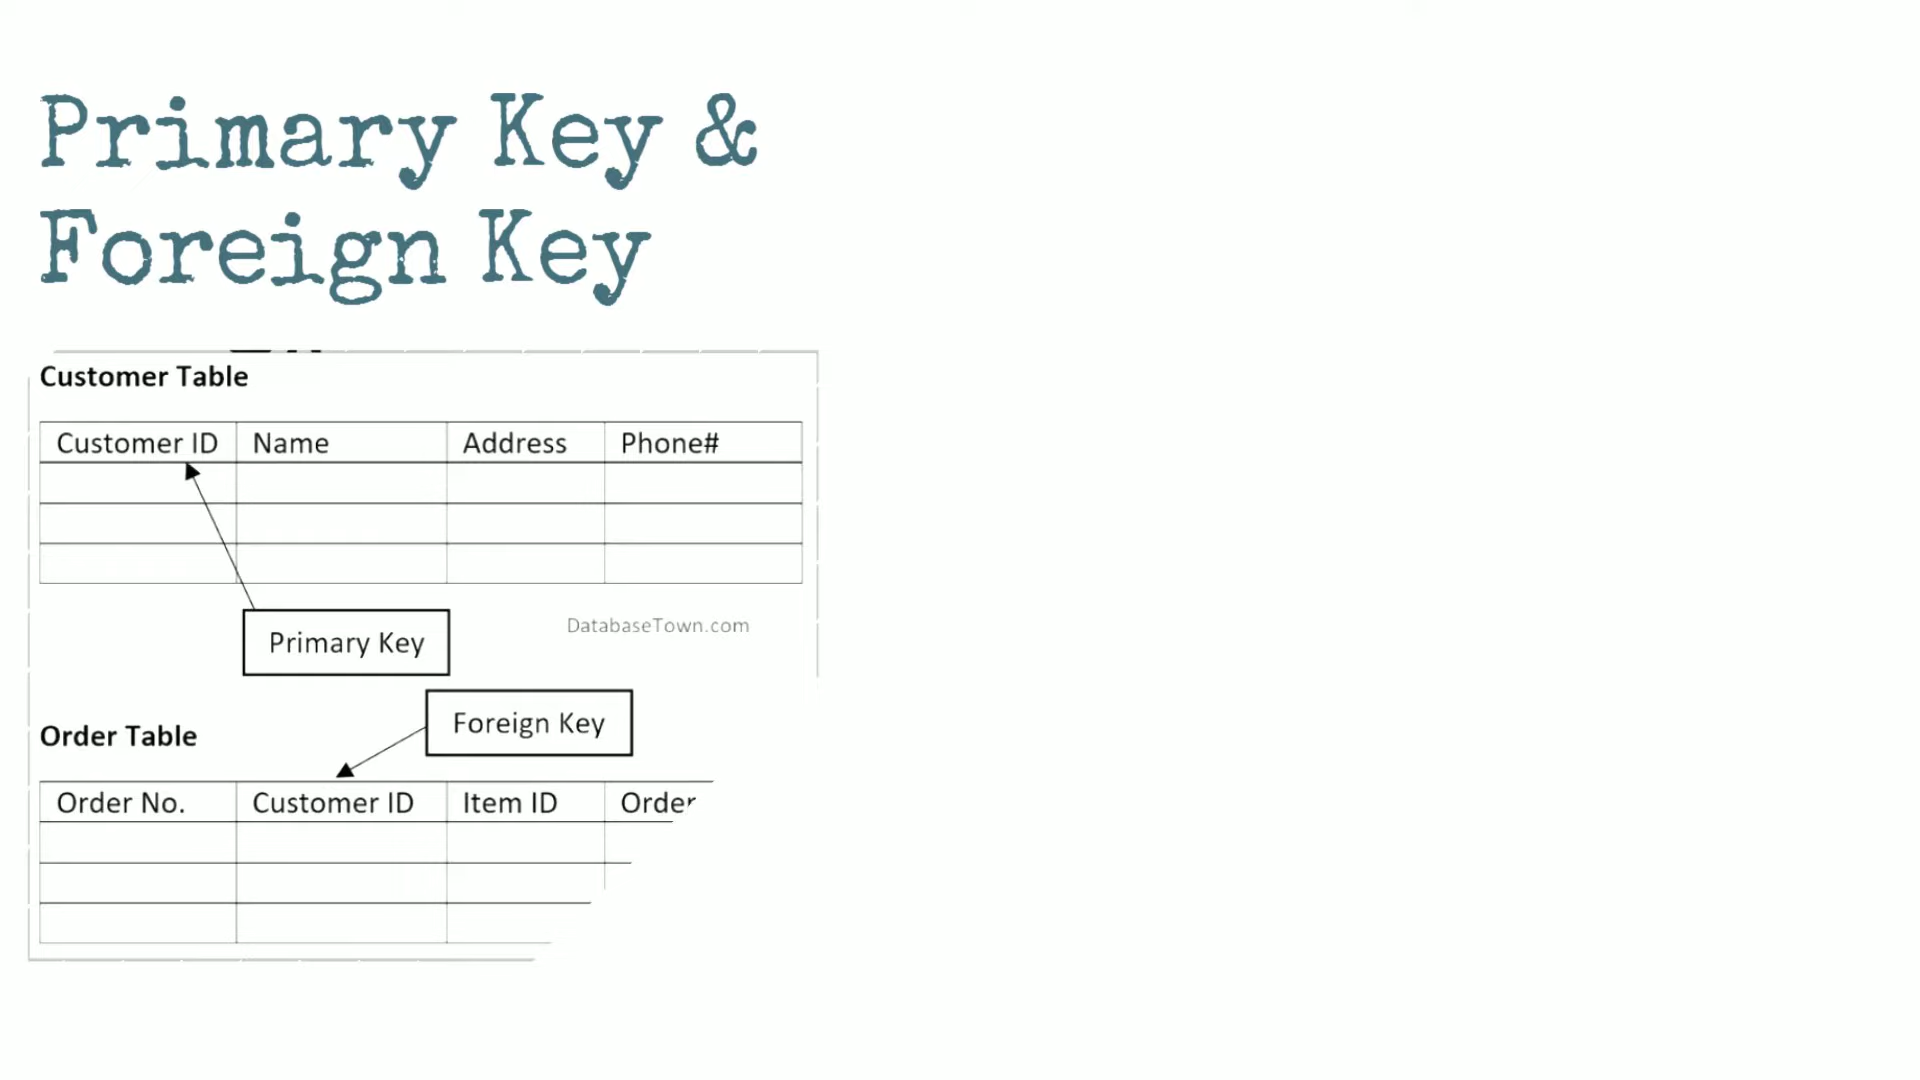 Primary Key &
Foreign Key
Customer Table
Customer ID Name Address Phone#
Primary Key
DatabaseTown.com
Foreign Key
Order Table
Order No. Customer ID Item ID Order